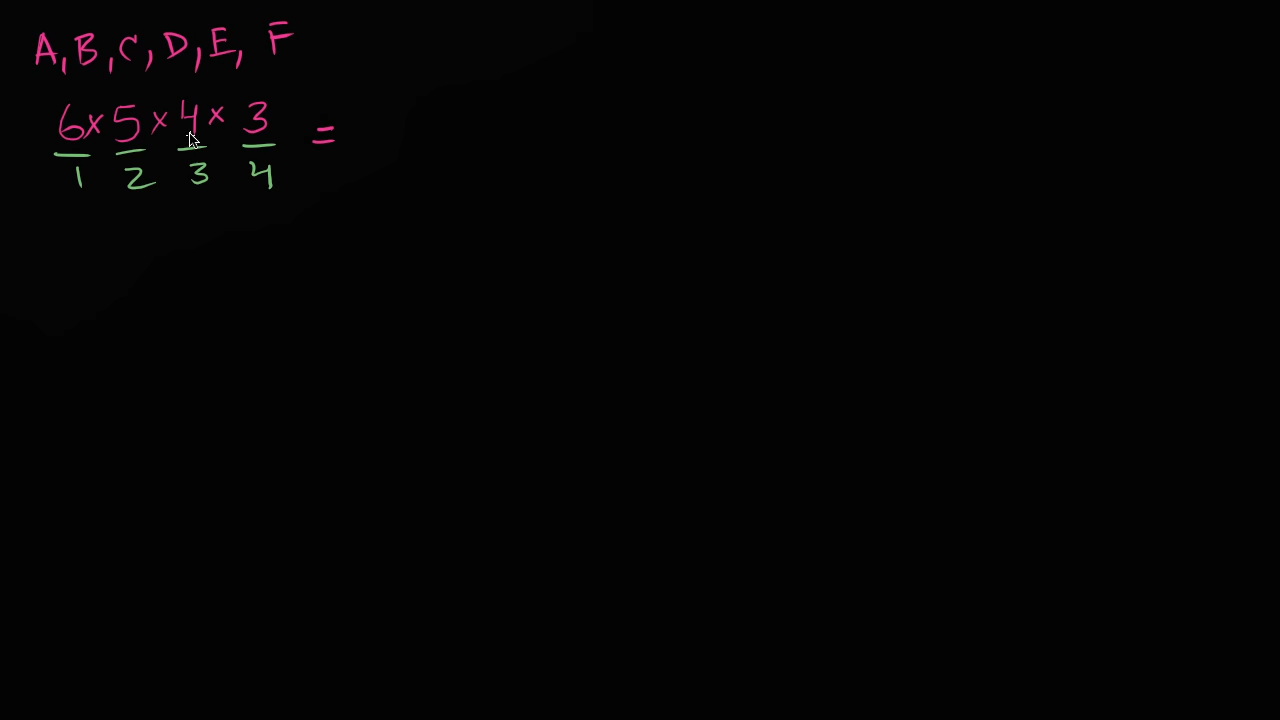 A, B, C, D, E, F
6 x 5 x 4 x 3 =
1 2 3 4